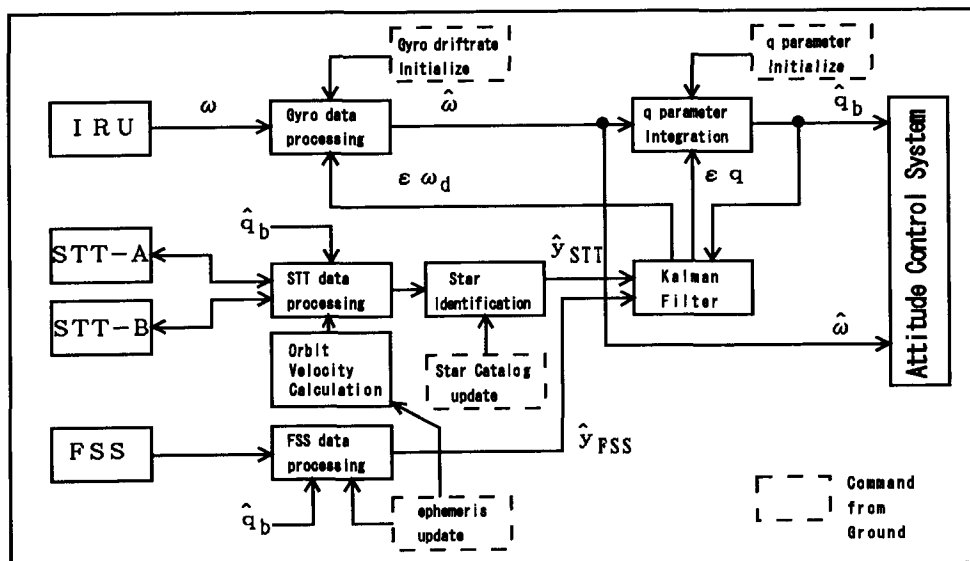 Gyro driftrate
Initialize
q parameter
Initialize
IRU
ω
Gyro data
processing
ω̂
q parameter
Integration
q̂b
Attitude Control System
ε ωd
ε q
q̂b
STT-A
STT-B
STT data
processing
Star
Identification
ŷSTT
Kalman
Filter
ω̂
Orbit
Velocity
Calculation
Star Catalog
update
FSS
FSS data
processing
ŷFSS
q̂b
ephemeris
update
Command
from
Ground